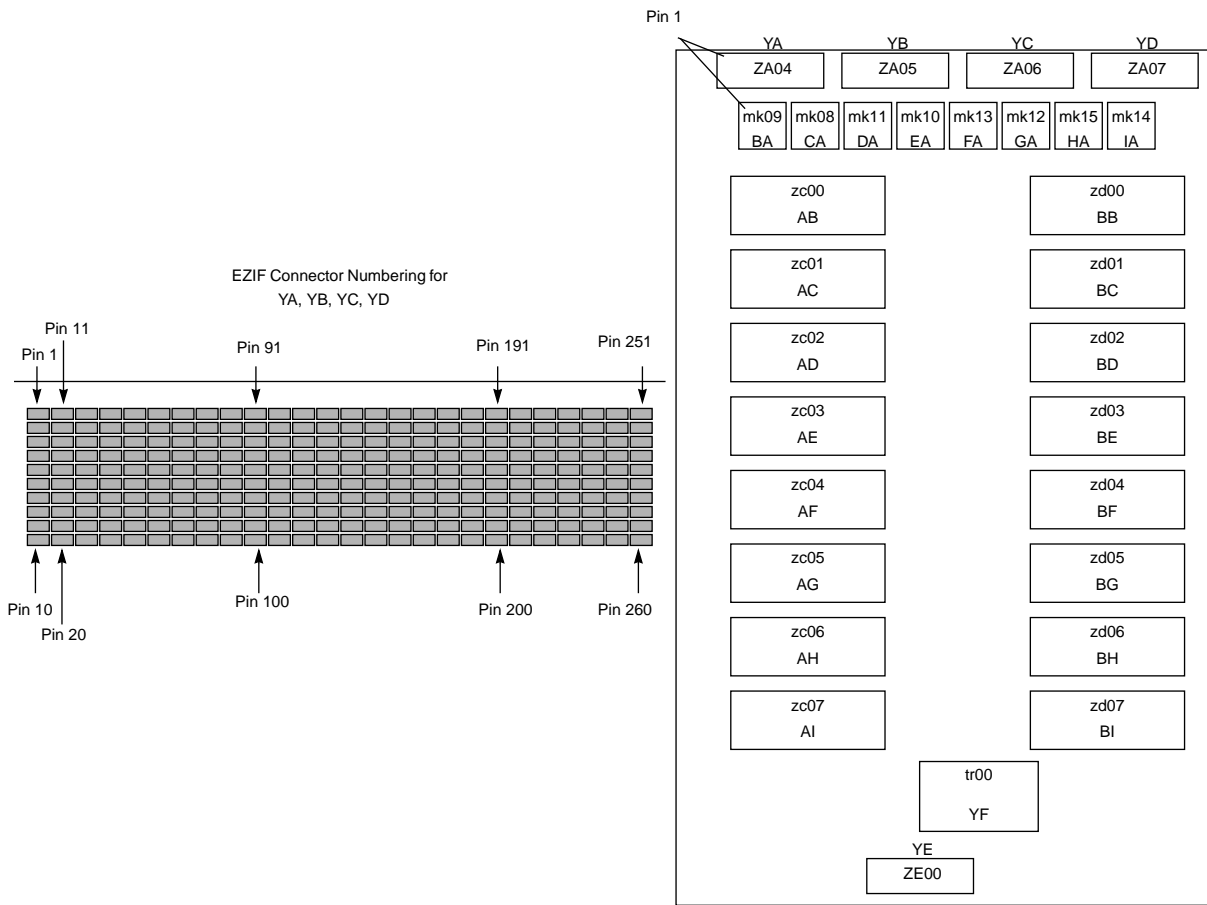 EZIF Connector Numbering for
YA, YB, YC, YD
Pin 1
Pin 11
Pin 91
Pin 191
Pin 251
Pin 10
Pin 20
Pin 100
Pin 200
Pin 260
Pin 1
YA YB YC YD
ZA04 ZA05 ZA06 ZA07
mk09 mk08 mk11 mk10 mk13 mk12 mk15 mk14
BA CA DA EA FA GA HA IA
zc00 zd00
AB BB
zc01 zd01
AC BC
zc02 zd02
AD BD
zc03 zd03
AE BE
zc04 zd04
AF BF
zc05 zd05
AG BG
zc06 zd06
AH BH
zc07 zd07
AI BI
tr00
YF
YE
ZE00